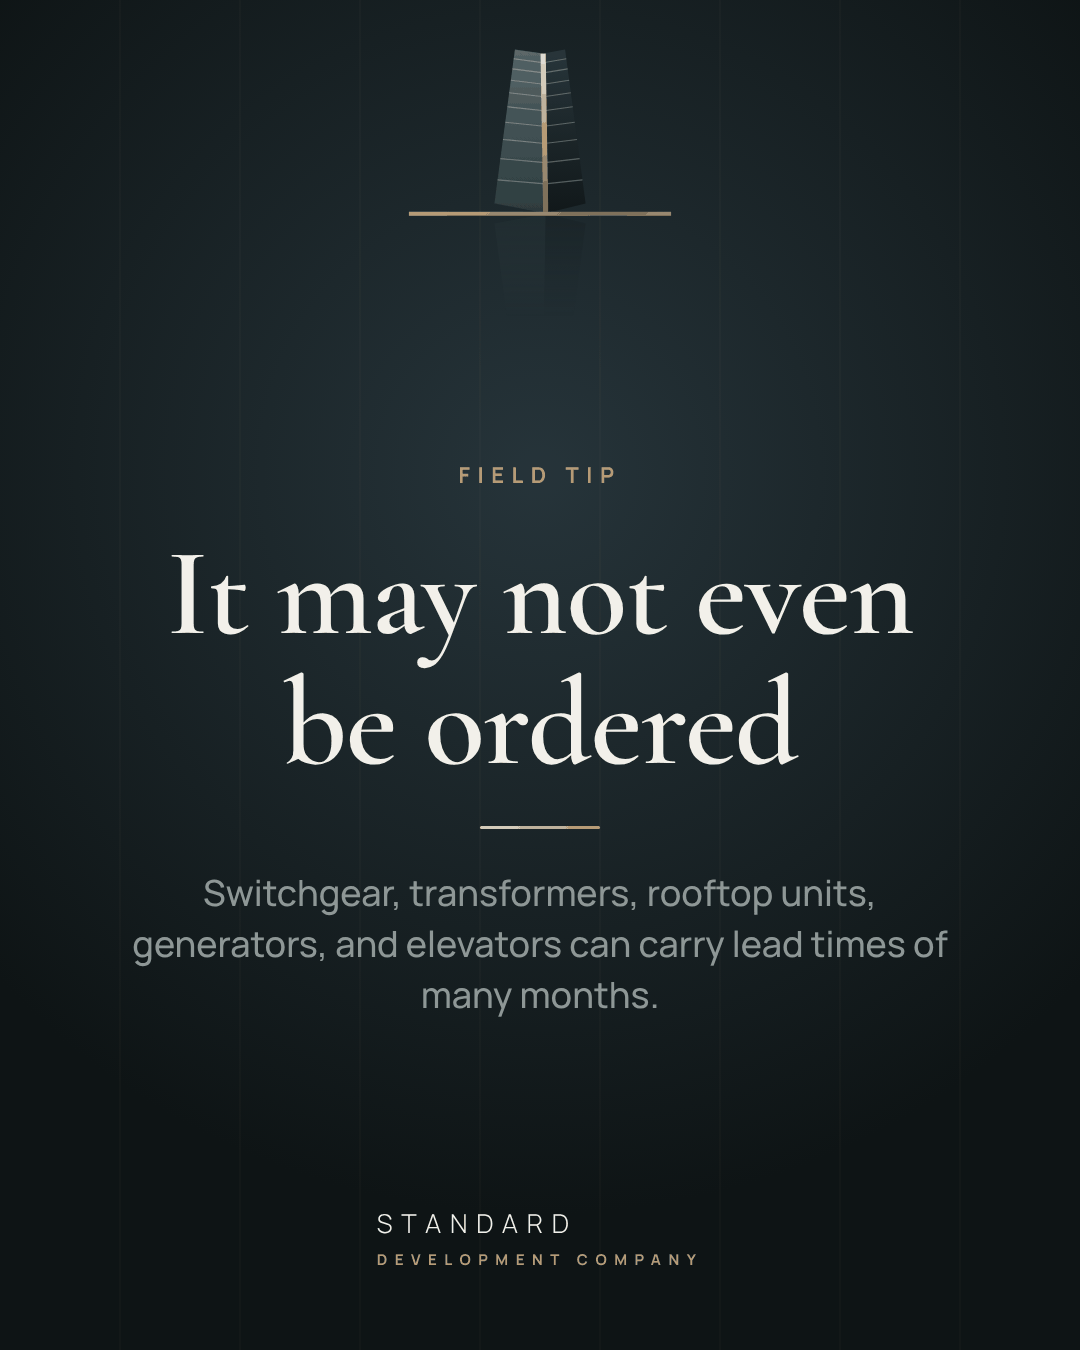 FIELD TIP
It may not even
be ordered
Switchgear, transformers, rooftop units,
generators, and elevators can carry lead times of
many months.
STANDARD
DEVELOPMENT COMPANY